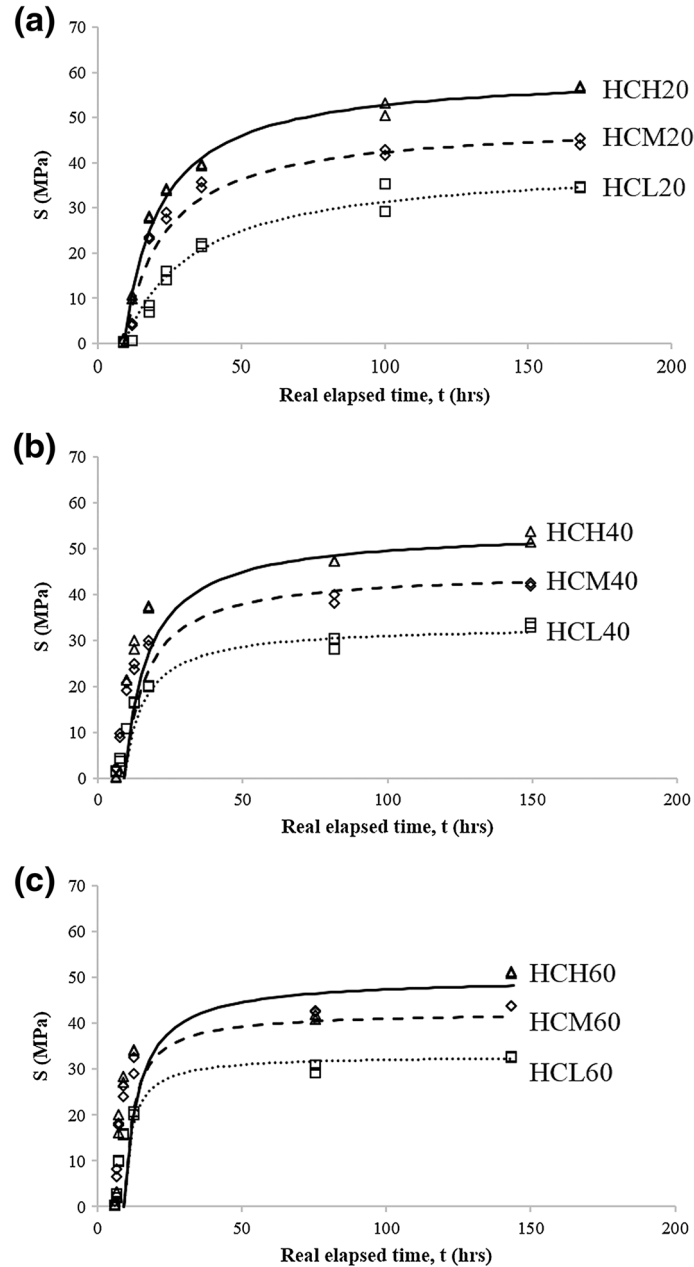 (a)
70
60
50
40
30
20
10
0
S (MPa)
HCH20
HCM20
HCL20
0 50 100 150 200
Real elapsed time, t (hrs)
(b)
70
60
50
40
30
20
10
0
S (MPa)
HCH40
HCM40
HCL40
0 50 100 150 200
Real elapsed time, t (hrs)
(c)
70
60
50
40
30
20
10
0
S (MPa)
HCH60
HCM60
HCL60
0 50 100 150 200
Real elapsed time, t (hrs)